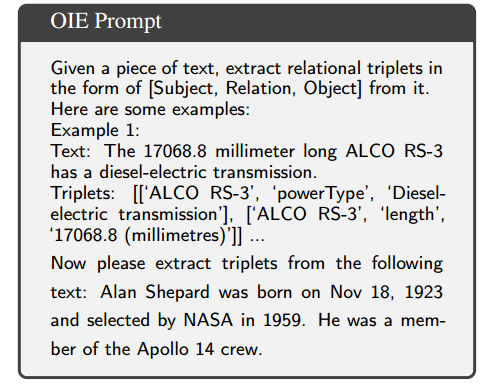 OIE Prompt
Given a piece of text, extract relational triplets in
the form of [Subject, Relation, Object] from it.
Here are some examples:
Example 1:
Text: The 17068.8 millimeter long ALCO RS-3
has a diesel-electric transmission.
Triplets: [[‘ALCO RS-3’, ‘powerType’, ‘Diesel-
electric transmission’], [‘ALCO RS-3’, ‘length’,
‘17068.8 (millimetres)’]] ...
Now please extract triplets from the following
text: Alan Shepard was born on Nov 18, 1923
and selected by NASA in 1959. He was a mem-
ber of the Apollo 14 crew.